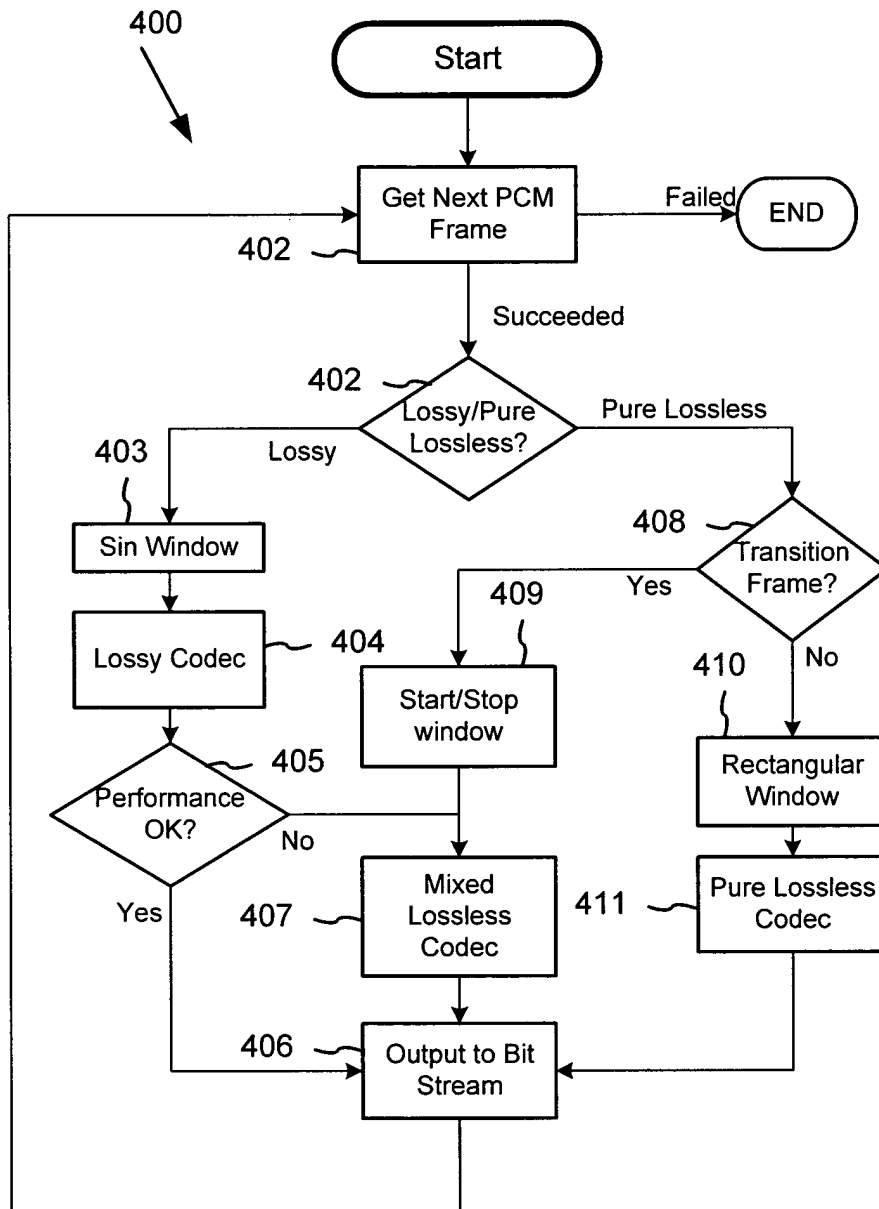 400
Start
Get Next PCM
Frame
402
Failed
END
Succeeded
402
Lossy/Pure
Lossless?
Lossy
Pure Lossless
403
Sin Window
408
Transition
Frame?
Yes
No
Lossy Codec
404
409
Start/Stop
window
410
Rectangular
Window
405
Performance
OK?
No
Yes
Mixed
Lossless
Codec
407
Pure Lossless
Codec
411
406
Output to Bit
Stream